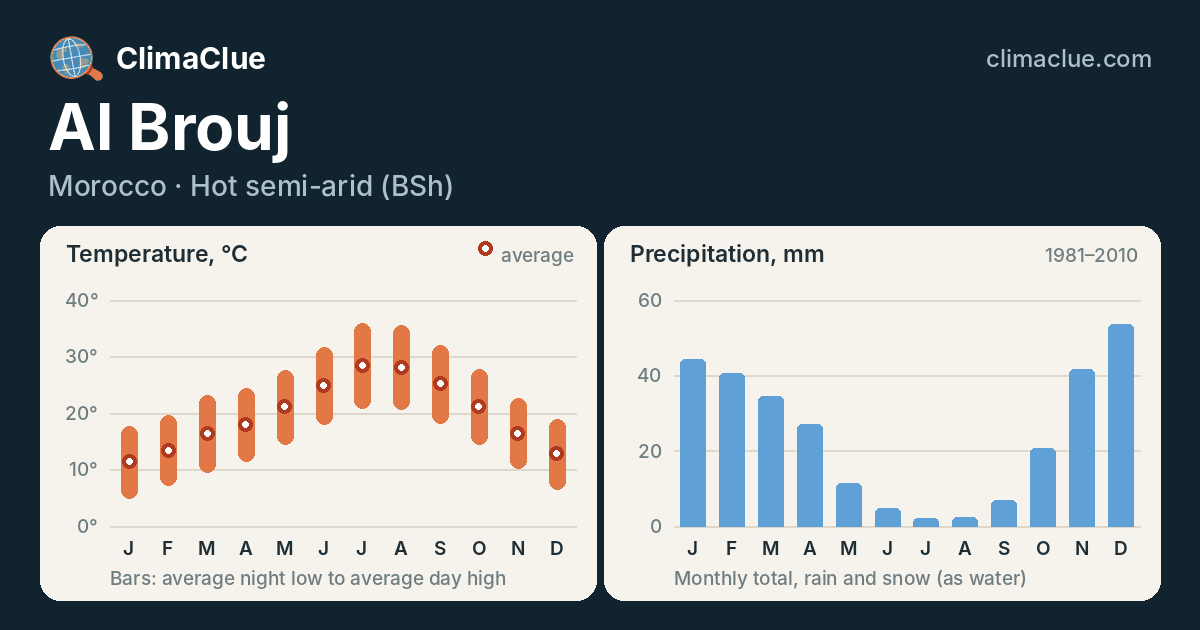 ClimaClue
climaclue.com
Al Brouj
Morocco · Hot semi-arid (BSh)
Temperature, °C
average
40°
30°
20°
10°
0°
J F M A M J J A S O N D
Bars: average night low to average day high
Precipitation, mm
1981–2010
60
40
20
0
J F M A M J J A S O N D
Monthly total, rain and snow (as water)